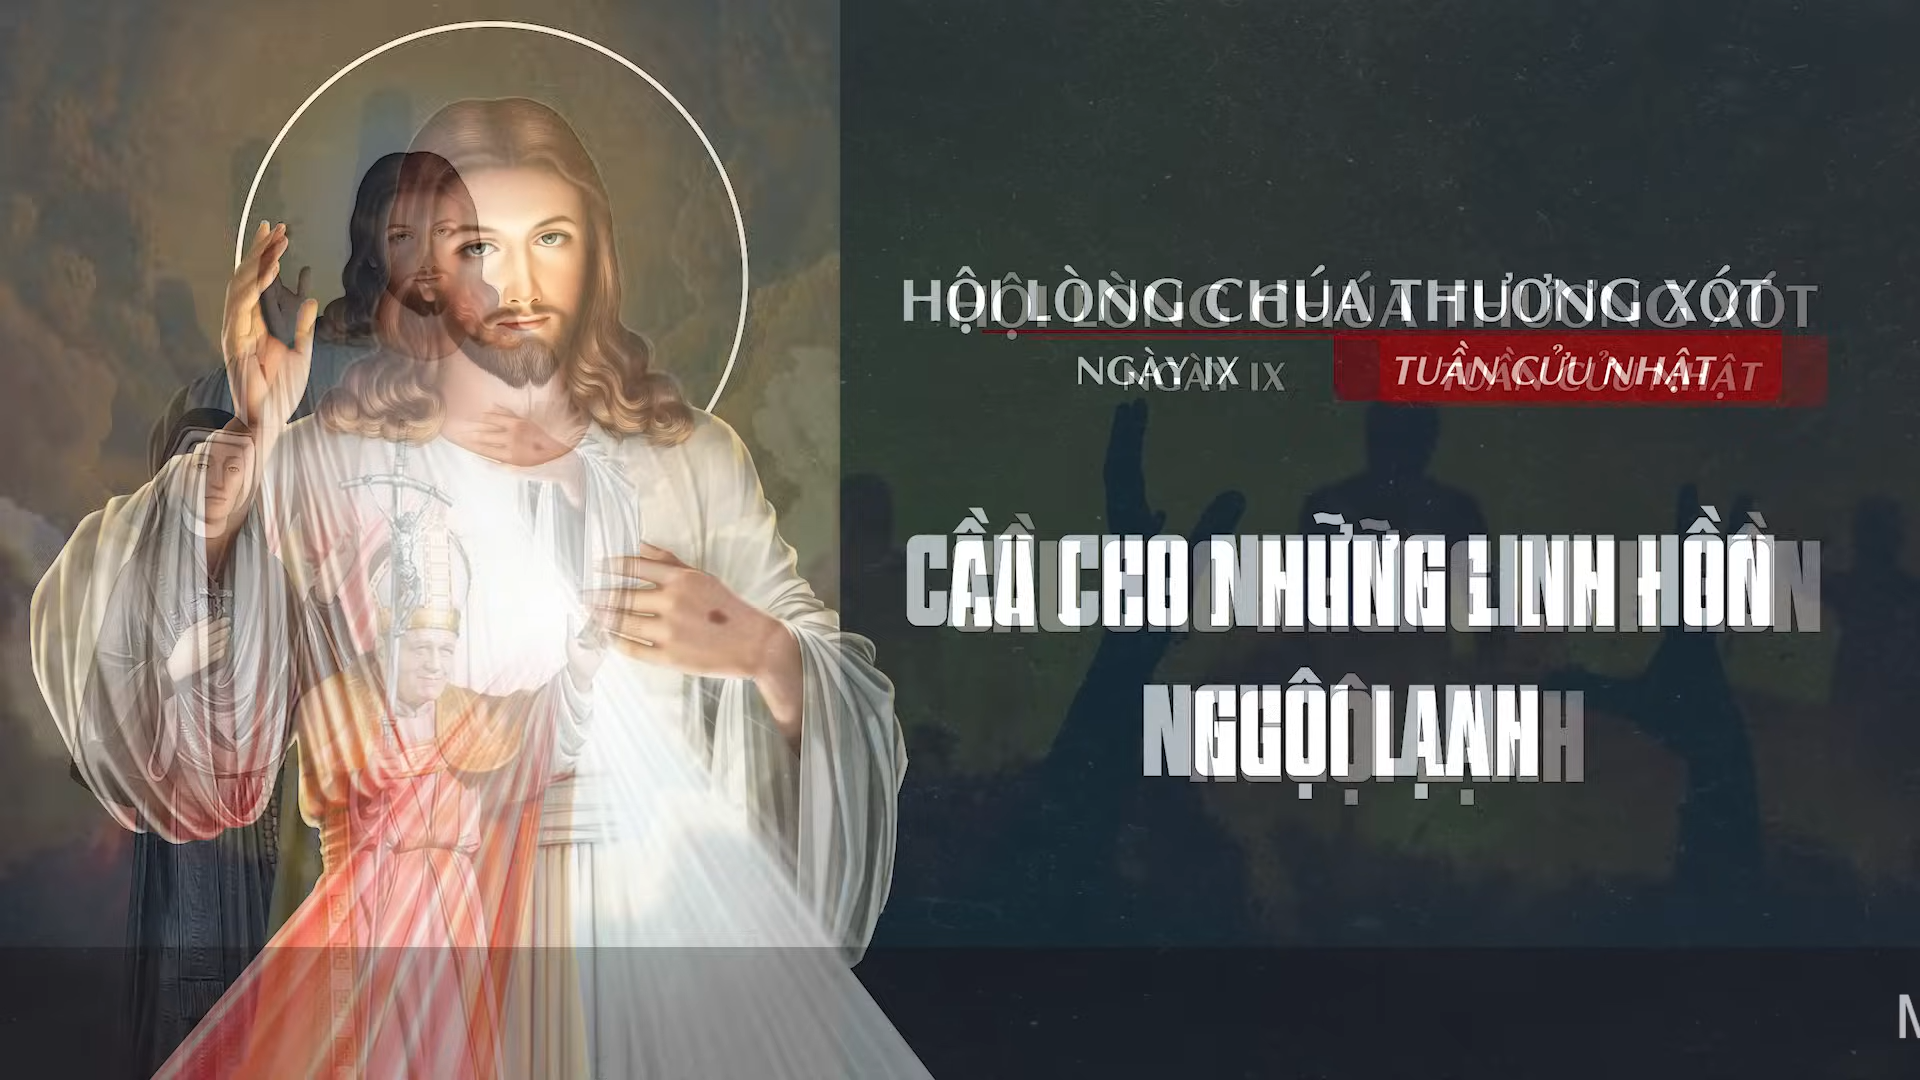 HỘI LÒNG CHÚA THƯƠNG XÓT
NGÀY IX
TUẦN CỬU NHẬT
CẦU CHO NHỮNG LINH HỒN
NGUỘI LẠNH